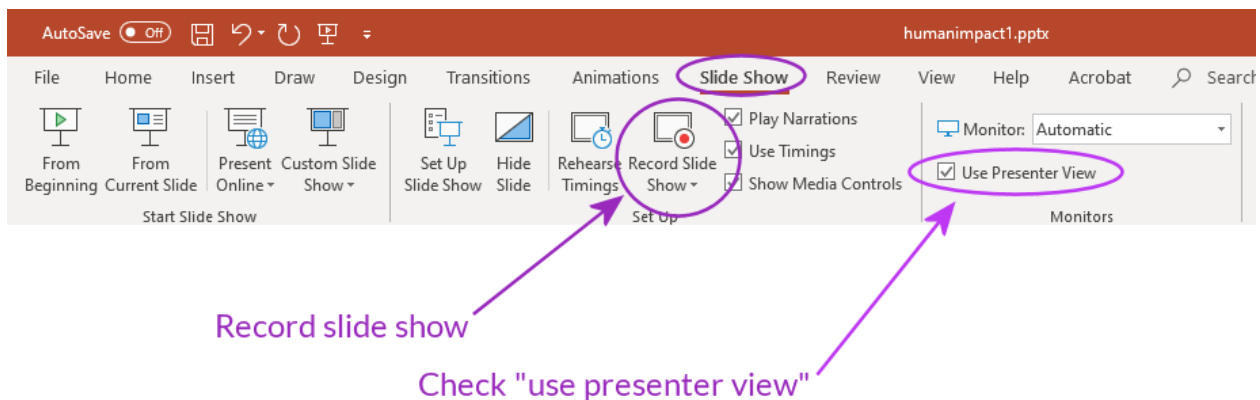 AutoSave Off humanimpact1.pptx
File Home Insert Draw Design Transitions Animations Slide Show Review View Help Acrobat Search
From Beginning
From Current Slide
Present Online
Custom Slide Show
Start Slide Show
Set Up Slide Show
Hide Slide
Rehearse Timings
Record Slide Show
Play Narrations
Use Timings
Show Media Controls
Set Up
Monitor: Automatic
Use Presenter View
Monitors
Record slide show
Check "use presenter view"